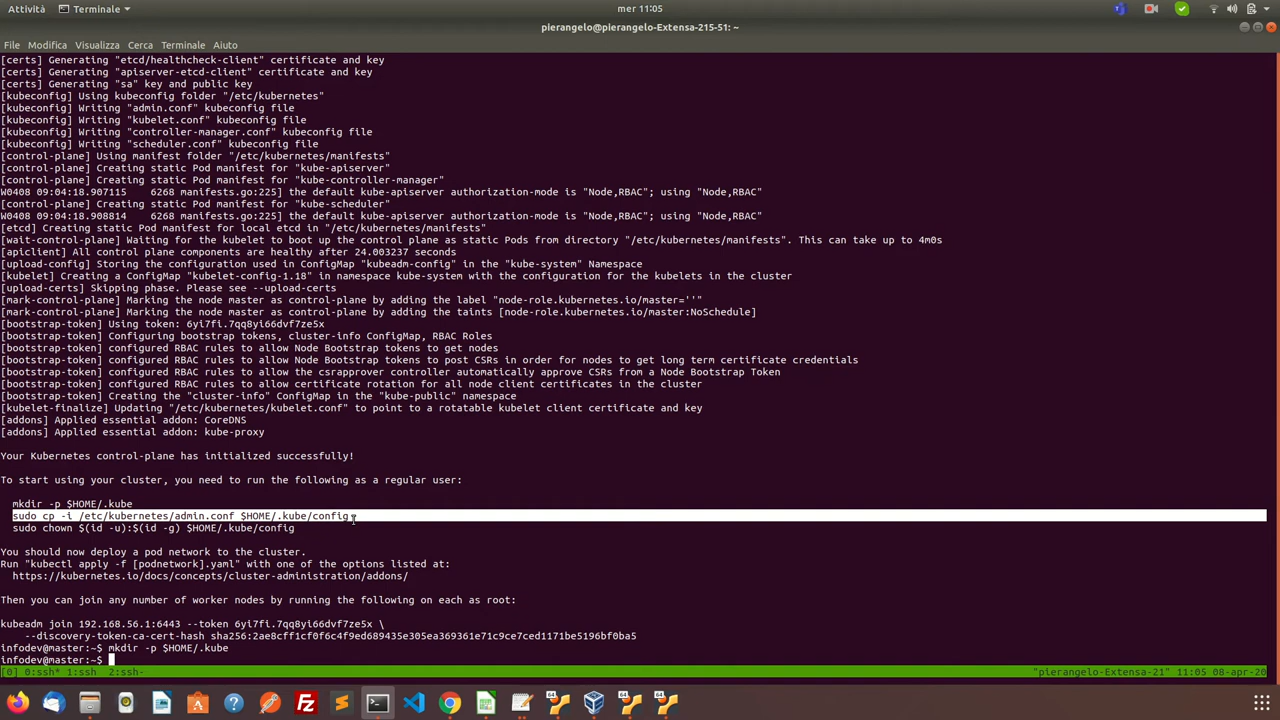 Attività
Terminale
mer 11:05
pierangelo@pierangelo-Extensa-215-51: ~
File Modifica Visualizza Cerca Terminale Aiuto
[certs] Generating "etcd/healthcheck-client" certificate and key
[certs] Generating "apiserver-etcd-client" certificate and key
[certs] Generating "sa" key and public key
[kubeconfig] Using kubeconfig folder "/etc/kubernetes"
[kubeconfig] Writing "admin.conf" kubeconfig file
[kubeconfig] Writing "kubelet.conf" kubeconfig file
[kubeconfig] Writing "controller-manager.conf" kubeconfig file
[kubeconfig] Writing "scheduler.conf" kubeconfig file
[control-plane] Using manifest folder "/etc/kubernetes/manifests"
[control-plane] Creating static Pod manifest for "kube-apiserver"
[control-plane] Creating static Pod manifest for "kube-controller-manager"
W0408 09:04:18.907115    6268 manifests.go:225] the default kube-apiserver authorization-mode is "Node,RBAC"; using "Node,RBAC"
[control-plane] Creating static Pod manifest for "kube-scheduler"
W0408 09:04:18.908814    6268 manifests.go:225] the default kube-apiserver authorization-mode is "Node,RBAC"; using "Node,RBAC"
[etcd] Creating static Pod manifest for local etcd in "/etc/kubernetes/manifests"
[wait-control-plane] Waiting for the kubelet to boot up the control plane as static Pods from directory "/etc/kubernetes/manifests". This can take up to 4m0s
[apiclient] All control plane components are healthy after 24.003237 seconds
[upload-config] Storing the configuration used in ConfigMap "kubeadm-config" in the "kube-system" Namespace
[kubelet] Creating a ConfigMap "kubelet-config-1.18" in namespace kube-system with the configuration for the kubelets in the cluster
[upload-certs] Skipping phase. Please see --upload-certs
[mark-control-plane] Marking the node master as control-plane by adding the label "node-role.kubernetes.io/master=''"
[mark-control-plane] Marking the node master as control-plane by adding the taints [node-role.kubernetes.io/master:NoSchedule]
[bootstrap-token] Using token: 6yi7fi.7qq8yi66dvf7ze5x
[bootstrap-token] Configuring bootstrap tokens, cluster-info ConfigMap, RBAC Roles
[bootstrap-token] configured RBAC rules to allow Node Bootstrap tokens to get nodes
[bootstrap-token] configured RBAC rules to allow Node Bootstrap tokens to post CSRs in order for nodes to get long term certificate credentials
[bootstrap-token] configured RBAC rules to allow the csrapprover controller automatically approve CSRs from a Node Bootstrap Token
[bootstrap-token] configured RBAC rules to allow certificate rotation for all node client certificates in the cluster
[bootstrap-token] Creating the "cluster-info" ConfigMap in the "kube-public" namespace
[kubelet-finalize] Updating "/etc/kubernetes/kubelet.conf" to point to a rotatable kubelet client certificate and key
[addons] Applied essential addon: CoreDNS
[addons] Applied essential addon: kube-proxy
Your Kubernetes control-plane has initialized successfully!
To start using your cluster, you need to run the following as a regular user:
mkdir -p $HOME/.kube
sudo cp -i /etc/kubernetes/admin.conf $HOME/.kube/config
sudo chown $(id -u):$(id -g) $HOME/.kube/config
You should now deploy a pod network to the cluster.
Run "kubectl apply -f [podnetwork].yaml" with one of the options listed at:
https://kubernetes.io/docs/concepts/cluster-administration/addons/
Then you can join any number of worker nodes by running the following on each as root:
kubeadm join 192.168.56.1:6443 --token 6yi7fi.7qq8yi66dvf7ze5x \
--discovery-token-ca-cert-hash sha256:2ae8cff1cf0f6c4f9ed689435e305ea369361e71c9ce7ced1171be5196bf0ba5
infodev@master:~$ mkdir -p $HOME/.kube
infodev@master:~$
[0] 0:ssh* 1:ssh 2:ssh- "pierangelo-Extensa-21" 11:05 08-apr-20